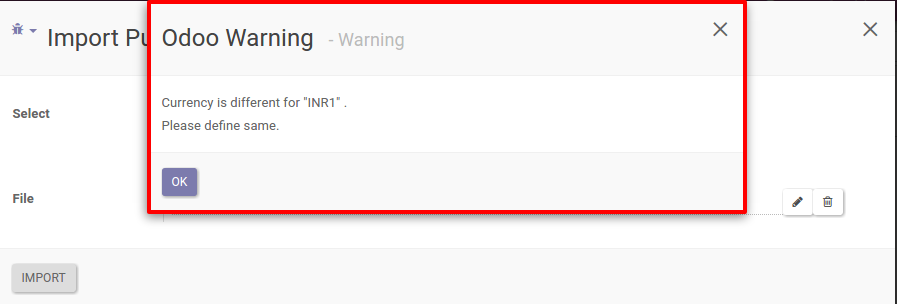 Import Pu
Odoo Warning - Warning
Currency is different for "INR1" .
Please define same.
Select
OK
File
IMPORT